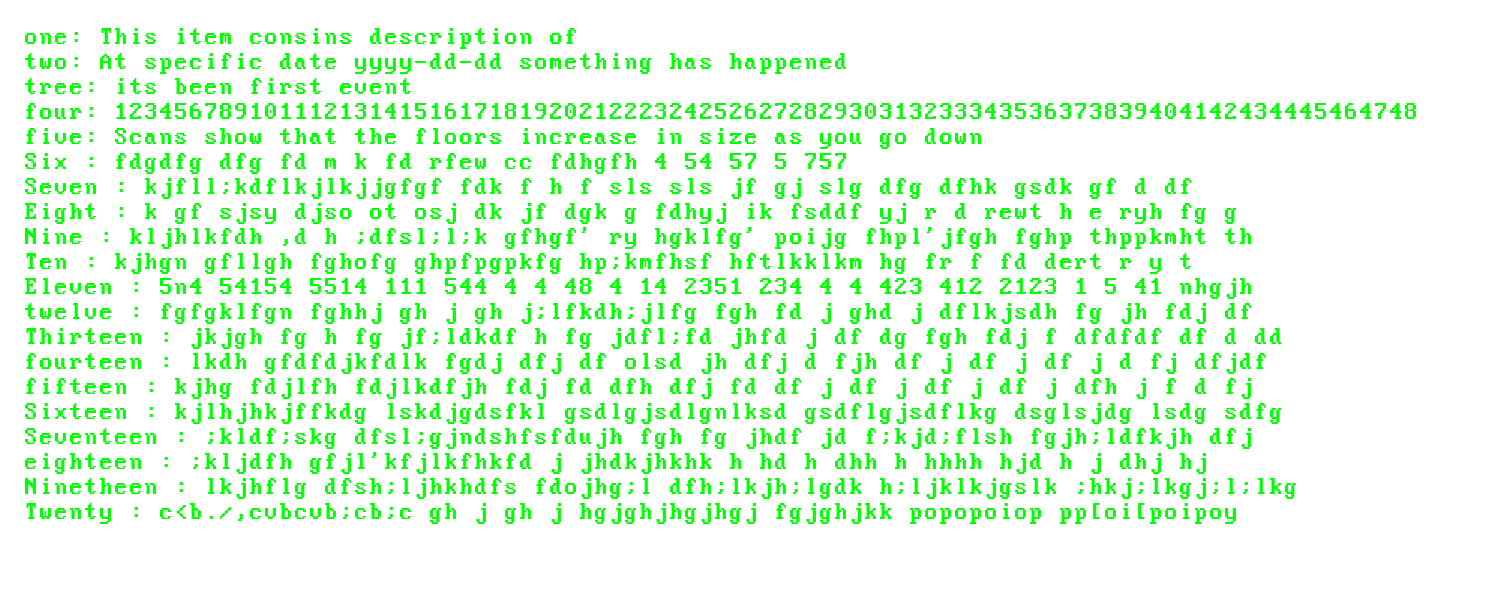 one: This item consins description of
two: At specific date yyyy-dd-dd something has happened
tree: its been first event
four: 123456789101112131415161718192021222324252627282930313233343536373839404142434445464748
five: Scans show that the floors increase in size as you go down
Six : fdgdfg dfg fd m k fd rfew cc fdhgfh 4 54 57 5 757
Seven : kjfll;kdflkjlkjjgfgf fdk f h f sls sls jf gj slg dfg dfhk gsdk gf d df
Eight : k gf sjsy djso ot osj dk jf dgk g fdhyj ik fsddf yj r d rewt h e ryh fg g
Nine : kljhlkfdh ,d h ;dfsl;l;k gfhgf' ry hgklfg' poijg fhpl'jfgh fghp thppkmht th
Ten : kjhgn gfllgh fghofg ghpfpgpkfg hp;kmfhsf hftlkklkm hg fr f fd dert r y t
Eleven : 5n4 54154 5514 111 544 4 4 48 4 14 2351 234 4 4 423 412 2123 1 5 41 nhgjh
twelve : fgfgklfgn fghhj gh j gh j;lfkdh;jlfg fgh fd j ghd j dflkjsdh fg jh fdj df
Thirteen : jkjgh fg h fg jf;ldkdf h fg jdfl;fd jhfd j df dg fgh fdj f dfdfdf df d dd
fourteen : lkdh gfdfdjkfdlk fgdj dfj df olsd jh dfj d fjh df j df j df j d fj dfjdf
fifteen : kjhg fdjlfh fdjlkdfjh fdj fd dfh dfj fd df j df j df j df j dfh j f d fj
Sixteen : kjlhjhkjffkdg lskdjgdsfkl gsdlgjsdlgnlksd gsdflgjsdflkg dsglsjdg lsdg sdfg
Seventeen : ;kldf;skg dfsl;gjndshfsfdujh fgh fg jhdf jd f;kjd;flsh fgjh;ldfkjh dfj
eighteen : ;kljdfh gfjl'kfjlkfhkfd j jhdkjhkhk h hd h dhh h hhhh hjd h j dhj hj
Ninetheen : lkjhflg dfsh;ljhkhdfs fdojhg;l dfh;lkjh;lgdk h;ljklkjgslk ;hkj;lkgj;l;lkg
Twenty : c<b./,cvbcvb;cb;c gh j gh j hgjghjhgjhgj fgjghjkk popopoiop pp[oi[poipoy